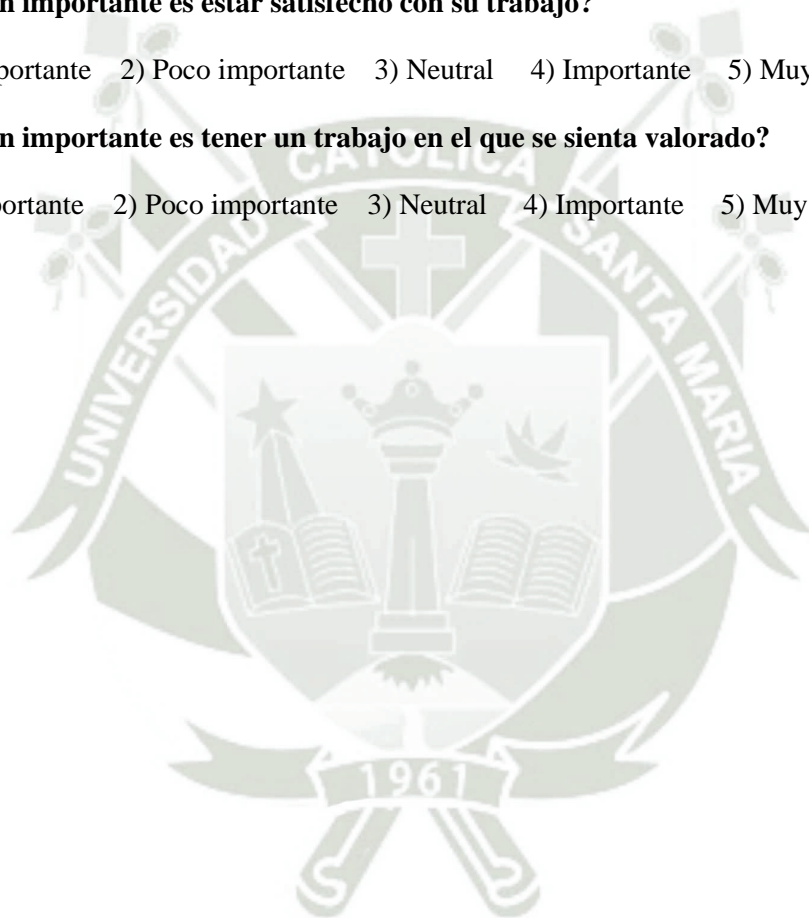 n importante es estar satisfecho con su trabajo?
portante 2) Poco importante 3) Neutral 4) Importante 5) Muy
n importante es tener un trabajo en el que se sienta valorado?
portante 2) Poco importante 3) Neutral 4) Importante 5) Muy
UNIVERSIDAD CATOLICA SANTA MARIA
1961